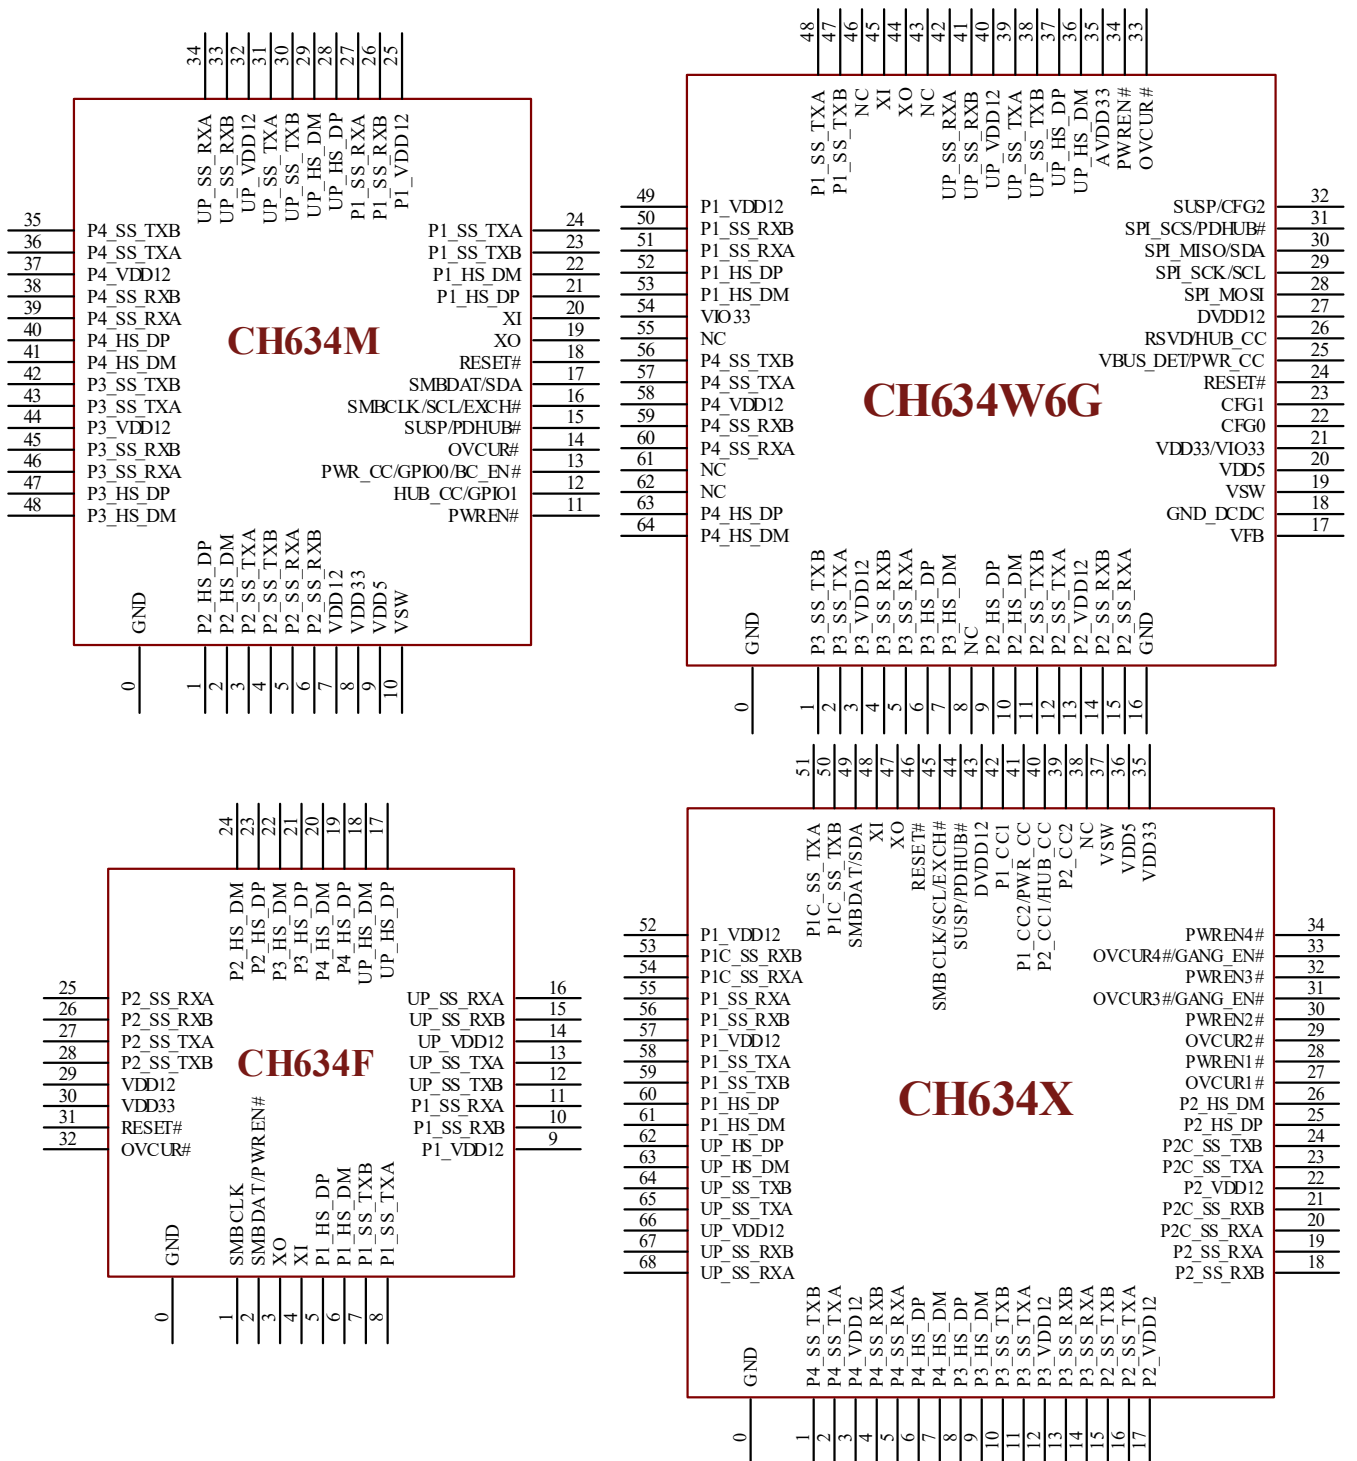 CH634M
34 UP_SS_RXA
33 UP_SS_RXB
32 UP_VDD12
31 UP_SS_TXA
30 UP_SS_TXB
29 UP_HS_DM
28 UP_HS_DP
27 P1_SS_RXA
26 P1_SS_RXB
25 P1_VDD12
35 P4_SS_TXB
36 P4_SS_TXA
37 P4_VDD12
38 P4_SS_RXB
39 P4_SS_RXA
40 P4_HS_DP
41 P4_HS_DM
42 P3_SS_TXB
43 P3_SS_TXA
44 P3_VDD12
45 P3_SS_RXB
46 P3_SS_RXA
47 P3_HS_DP
48 P3_HS_DM
P1_SS_TXA 24
P1_SS_TXB 23
P1_HS_DM 22
P1_HS_DP 21
XI 20
XO 19
RESET# 18
SMBDAT/SDA 17
SMBCLK/SCL/EXCH# 16
SUSP/PDHUB# 15
OVCUR# 14
PWR_CC/GPIO0/BC_EN# 13
HUB_CC/GPIO1 12
PWREN# 11
GND 0
P2_HS_DP 1
P2_HS_DM 2
P2_SS_TXA 3
P2_SS_TXB 4
P2_SS_RXA 5
P2_SS_RXB 6
VDD12 7
VDD33 8
VDD5 9
VSW 10
CH634W6G
48 P1_SS_TXA
47 P1_SS_TXB
46 NC
45 XI
44 XO
43 NC
42 UP_SS_RXA
41 UP_SS_RXB
40 UP_VDD12
39 UP_SS_TXA
38 UP_SS_TXB
37 UP_HS_DP
36 UP_HS_DM
35 AVDD33
34 PWREN#
33 OVCUR#
49 P1_VDD12
50 P1_SS_RXB
51 P1_SS_RXA
52 P1_HS_DP
53 P1_HS_DM
54 VIO33
55 NC
56 P4_SS_TXB
57 P4_SS_TXA
58 P4_VDD12
59 P4_SS_RXB
60 P4_SS_RXA
61 NC
62 NC
63 P4_HS_DP
64 P4_HS_DM
SUSP/CFG2 32
SPI_SCS/PDHUB# 31
SPI_MISO/SDA 30
SPI_SCK/SCL 29
SPI_MOSI 28
DVDD12 27
RSVD/HUB_CC 26
VBUS_DET/PWR_CC 25
RESET# 24
CFG1 23
CFG0 22
VDD33/VIO33 21
VDD5 20
VSW 19
GND_DCDC 18
VFB 17
GND 0
P3_SS_TXB 1
P3_SS_TXA 2
P3_VDD12 3
P3_SS_RXB 4
P3_SS_RXA 5
P3_HS_DP 6
P3_HS_DM 7
NC 8
P2_HS_DP 9
P2_HS_DM 10
P2_SS_TXB 11
P2_SS_TXA 12
P2_VDD12 13
P2_SS_RXB 14
P2_SS_RXA 15
GND 16
CH634F
24 P2_HS_DM
23 P2_HS_DP
22 P3_HS_DM
21 P3_HS_DP
20 P4_HS_DM
19 P4_HS_DP
18 UP_HS_DM
17 UP_HS_DP
25 P2_SS_RXA
26 P2_SS_RXB
27 P2_SS_TXA
28 P2_SS_TXB
29 VDD12
30 VDD33
31 RESET#
32 OVCUR#
UP_SS_RXA 16
UP_SS_RXB 15
UP_VDD12 14
UP_SS_TXA 13
UP_SS_TXB 12
P1_SS_RXA 11
P1_SS_RXB 10
P1_VDD12 9
GND 0
SMBCLK 1
SMBDAT/PWREN# 2
XO 3
XI 4
P1_HS_DP 5
P1_HS_DM 6
P1_SS_TXB 7
P1_SS_TXA 8
CH634X
51 P1C_SS_TXA
50 P1C_SS_TXB
49 SMBDAT/SDA
48 XI
47 XO
46 RESET#
45 SMBCLK/SCL/EXCH#
44 SUSP/PDHUB#
43 DVDD12
42 P1_CC1
41 P1_CC2/PWR_CC
40 P2_CC1/HUB_CC
39 P2_CC2
38 NC
37 VSW
36 VDD5
35 VDD33
52 P1_VDD12
53 P1C_SS_RXB
54 P1C_SS_RXA
55 P1_SS_RXA
56 P1_SS_RXB
57 P1_VDD12
58 P1_SS_TXA
59 P1_SS_TXB
60 P1_HS_DP
61 P1_HS_DM
62 UP_HS_DP
63 UP_HS_DM
64 UP_SS_TXB
65 UP_SS_TXA
66 UP_VDD12
67 UP_SS_RXB
68 UP_SS_RXA
PWREN4# 34
OVCUR4#/GANG_EN# 33
PWREN3# 32
OVCUR3#/GANG_EN# 31
PWREN2# 30
OVCUR2# 29
PWREN1# 28
OVCUR1# 27
P2_HS_DM 26
P2_HS_DP 25
P2C_SS_TXB 24
P2C_SS_TXA 23
P2_VDD12 22
P2C_SS_RXB 21
P2C_SS_RXA 20
P2_SS_RXA 19
P2_SS_RXB 18
GND 0
P4_SS_TXB 1
P4_SS_TXA 2
P4_VDD12 3
P4_SS_RXB 4
P4_SS_RXA 5
P4_HS_DP 6
P4_HS_DM 7
P3_HS_DP 8
P3_HS_DM 9
P3_SS_TXB 10
P3_SS_TXA 11
P3_VDD12 12
P3_SS_RXB 13
P3_SS_RXA 14
P2_SS_TXB 15
P2_SS_TXA 16
P2_VDD12 17